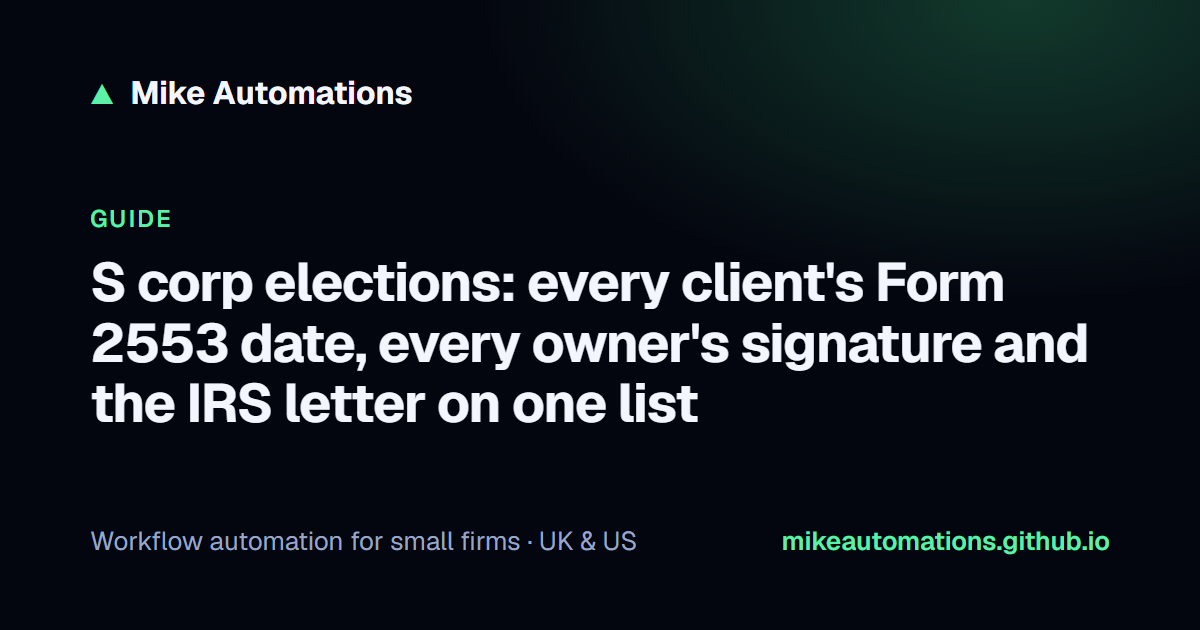 Mike Automations
GUIDE
S corp elections: every client's Form
2553 date, every owner's signature and
the IRS letter on one list
Workflow automation for small firms · UK & US
mikeautomations.github.io